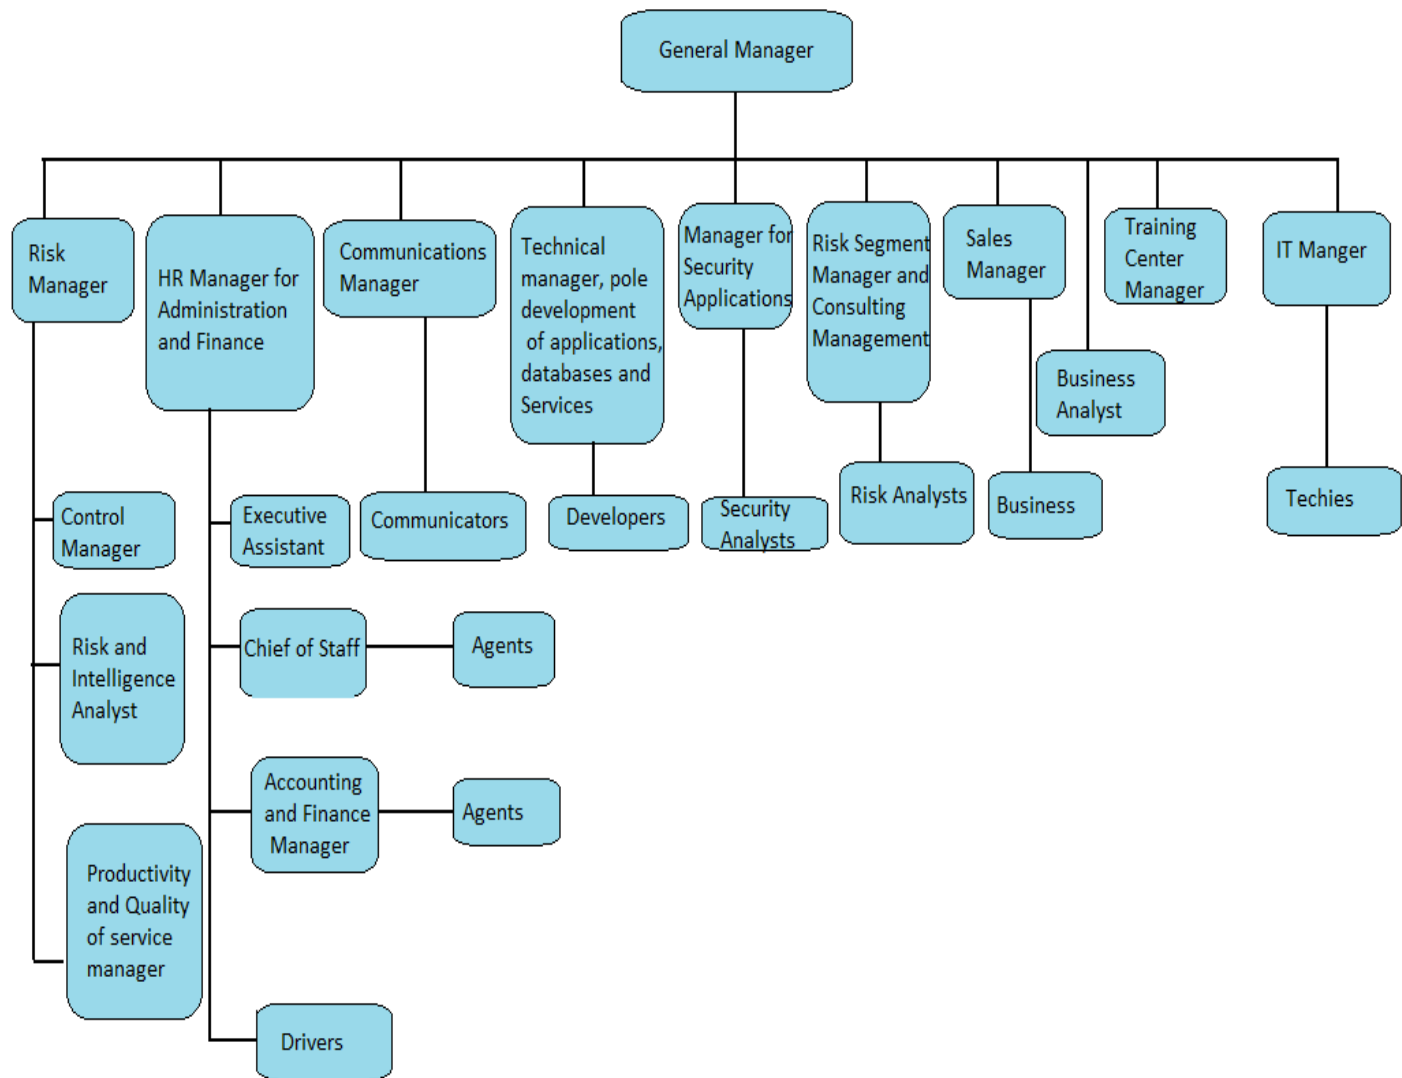 General Manager
Risk
Manager
HR Manager for
Administration
and Finance
Communications
Manager
Technical
manager, pole
development
of applications,
databases and
Services
Manager for
Security
Applications
Risk Segment
Manager and
Consulting
Management
Sales
Manager
Business
Analyst
Training
Center
Manager
IT Manger
Control
Manager
Executive
Assistant
Communicators
Developers
Security
Analysts
Risk Analysts
Business
Techies
Risk and
Intelligence
Analyst
Chief of Staff
Agents
Accounting
and Finance
Manager
Agents
Productivity
and Quality
of service
manager
Drivers